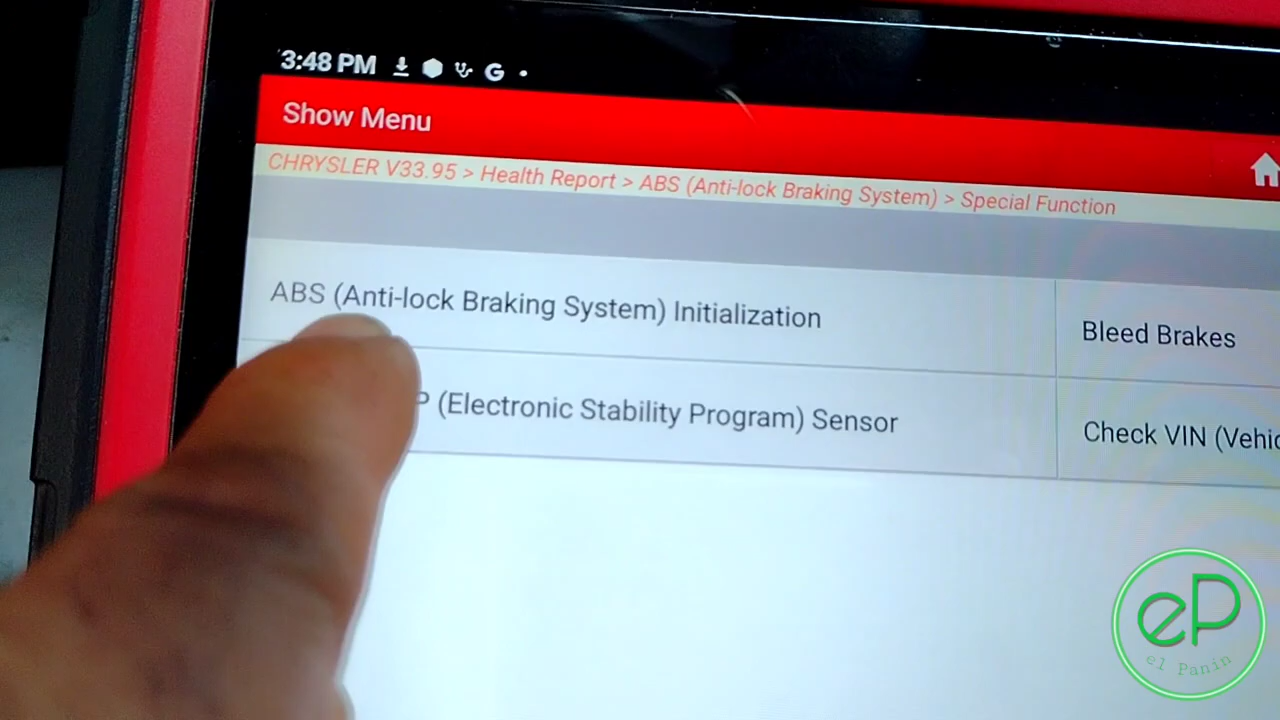 3:48 PM
Show Menu
CHRYSLER V33.95 > Health Report > ABS (Anti-lock Braking System) > Special Function
ABS (Anti-lock Braking System) Initialization
Bleed Brakes
P (Electronic Stability Program) Sensor
Check VIN (Vehic
eP
el Panin